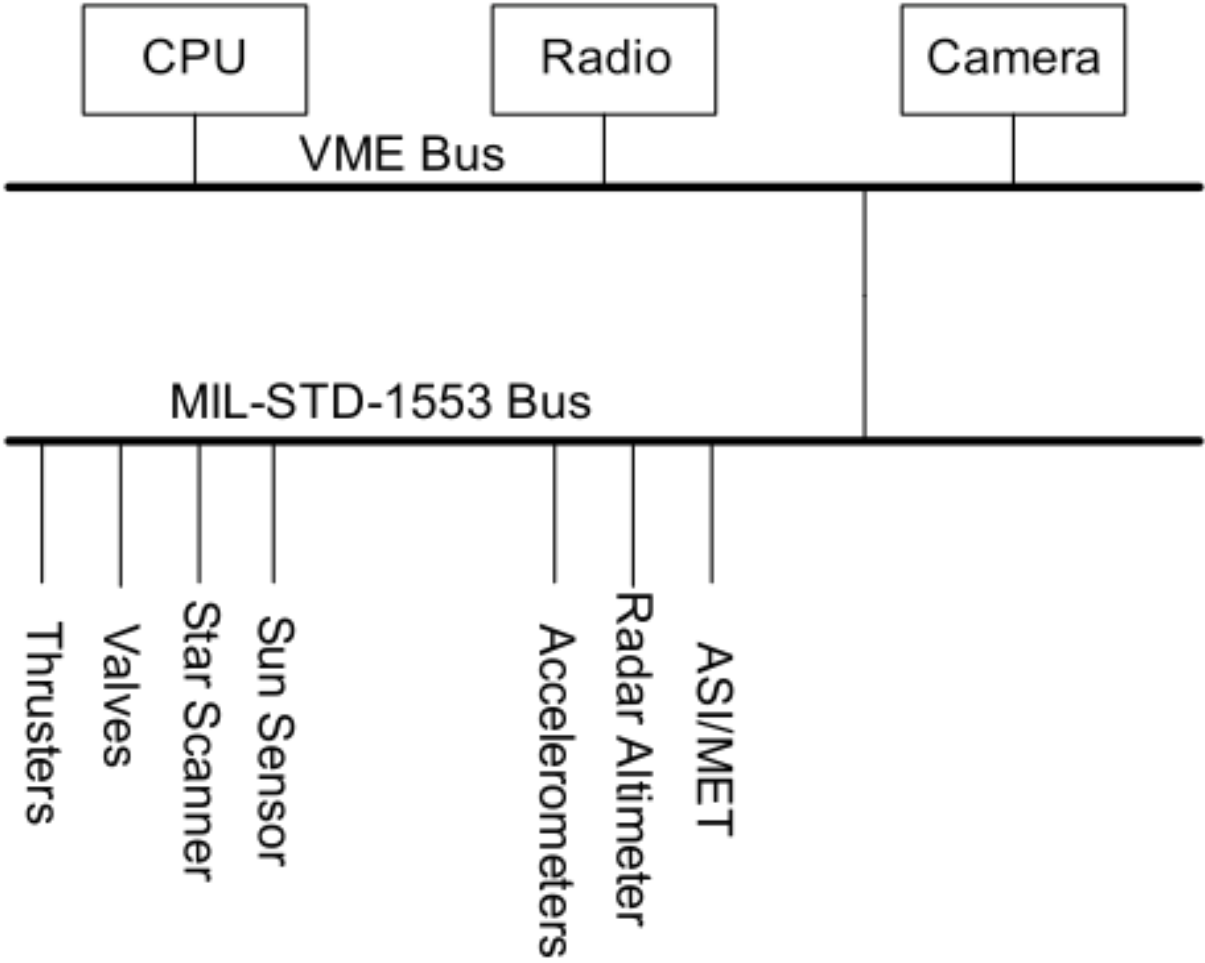 CPU
Radio
Camera
VME Bus
MIL-STD-1553 Bus
Thrusters
Valves
Star Scanner
Sun Sensor
Accelerometers
Radar Altimeter
ASI/MET